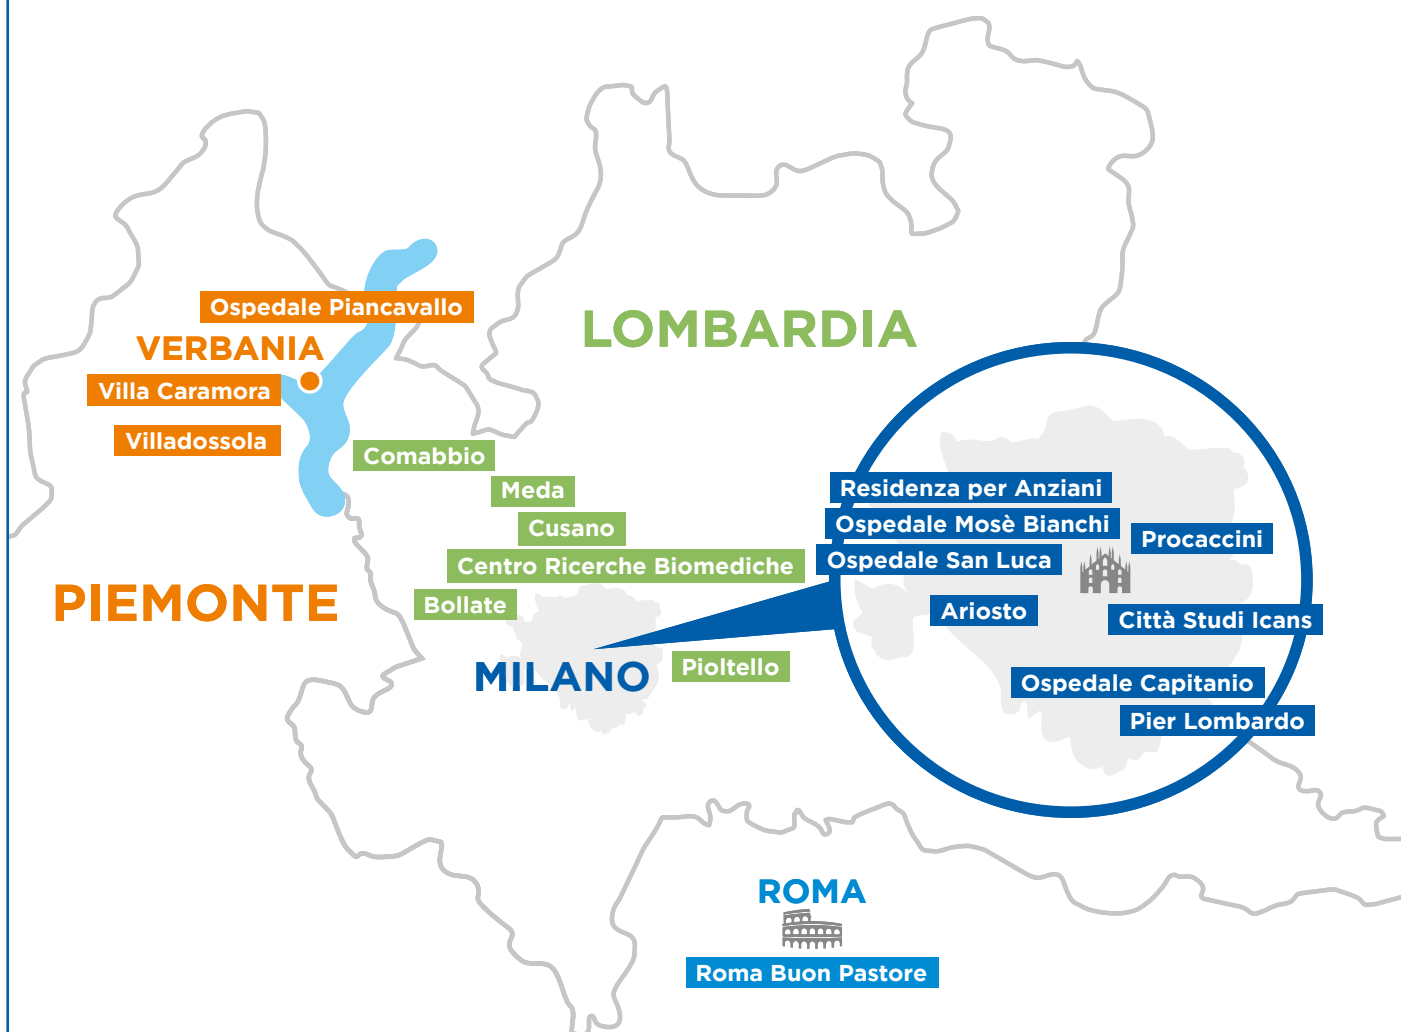 Ospedale Piancavallo
VERBANIA
Villa Caramora
Villadossola
PIEMONTE
LOMBARDIA
Comabbio
Meda
Cusano
Centro Ricerche Biomediche
Bollate
MILANO
Pioltello
Residenza per Anziani
Ospedale Mosè Bianchi
Procaccini
Ospedale San Luca
Ariosto
Città Studi Icans
Ospedale Capitanio
Pier Lombardo
ROMA
Roma Buon Pastore